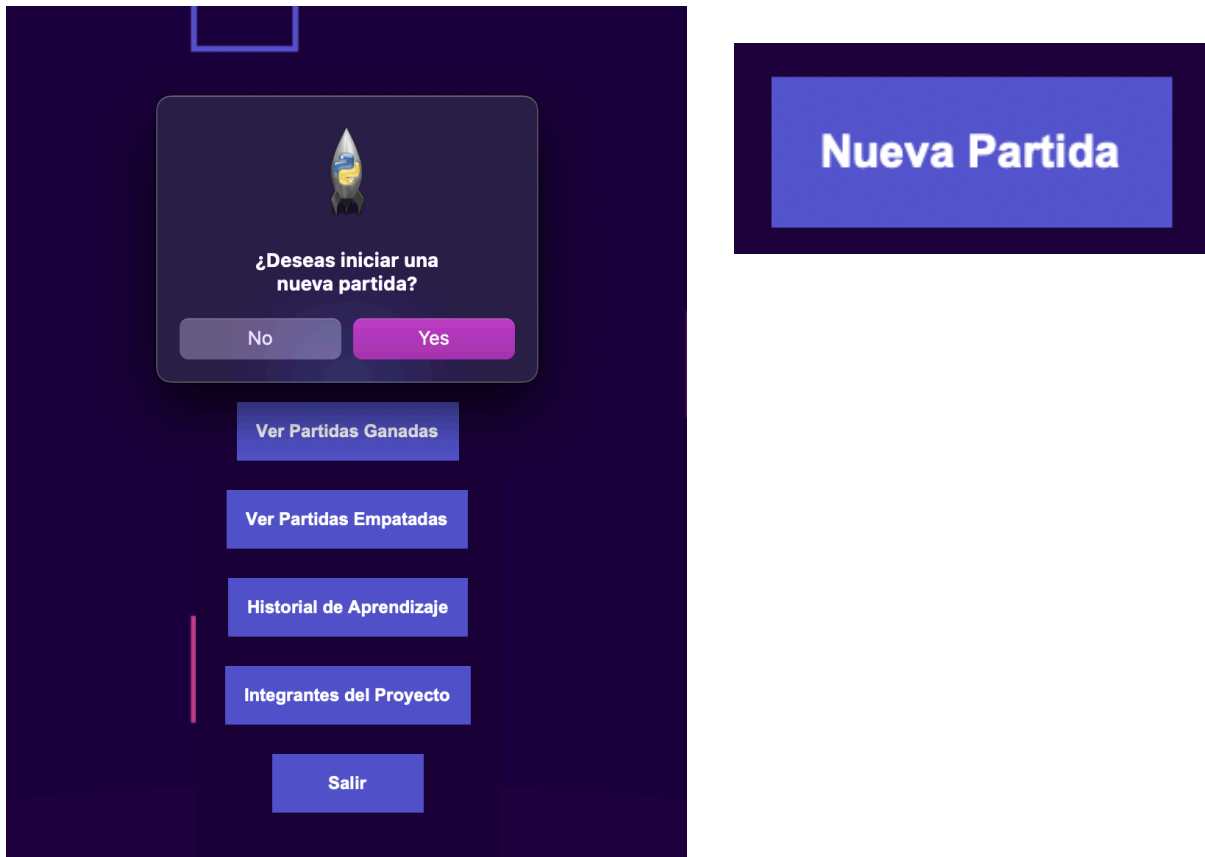 ¿Deseas iniciar una
nueva partida?
No
Yes
Ver Partidas Ganadas
Ver Partidas Empatadas
Historial de Aprendizaje
Integrantes del Proyecto
Salir
Nueva Partida